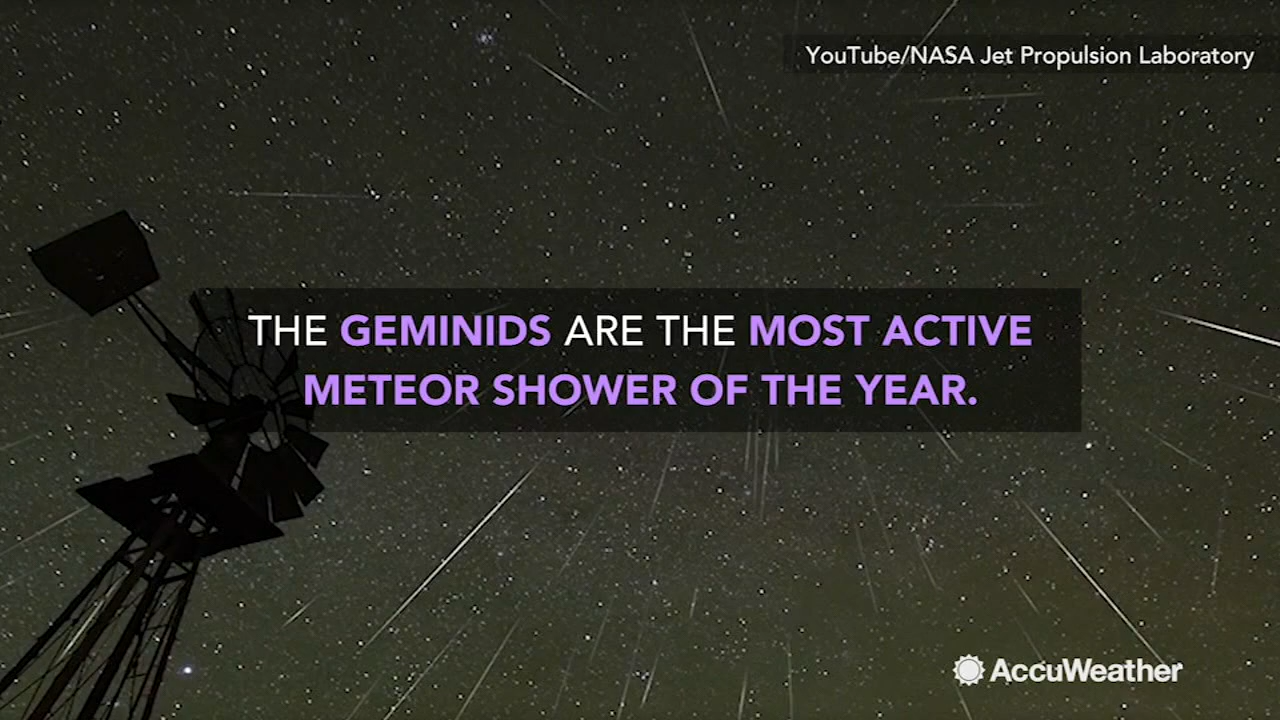 YouTube/NASA Jet Propulsion Laboratory
THE GEMINIDS ARE THE MOST ACTIVE
METEOR SHOWER OF THE YEAR.
AccuWeather